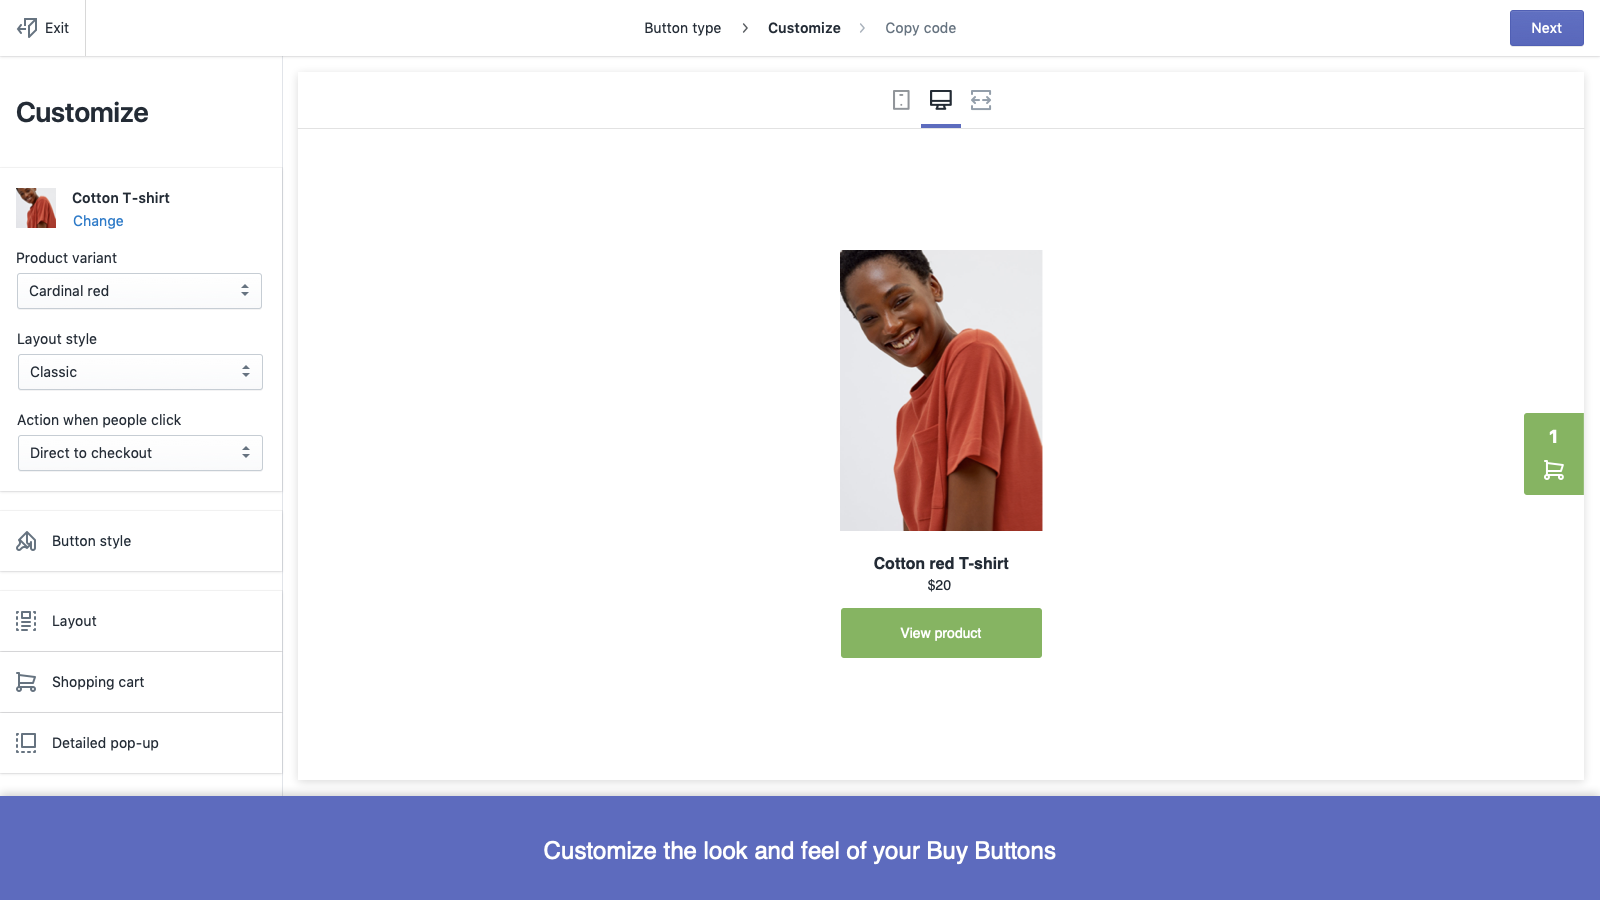 Exit
Button type
Customize
Copy code
Next
Customize
Cotton T-shirt
Change
Product variant
Cardinal red
Layout style
Classic
Action when people click
Direct to checkout
Button style
Layout
Shopping cart
Detailed pop-up
1
Cotton red T-shirt
$20
View product
Customize the look and feel of your Buy Buttons